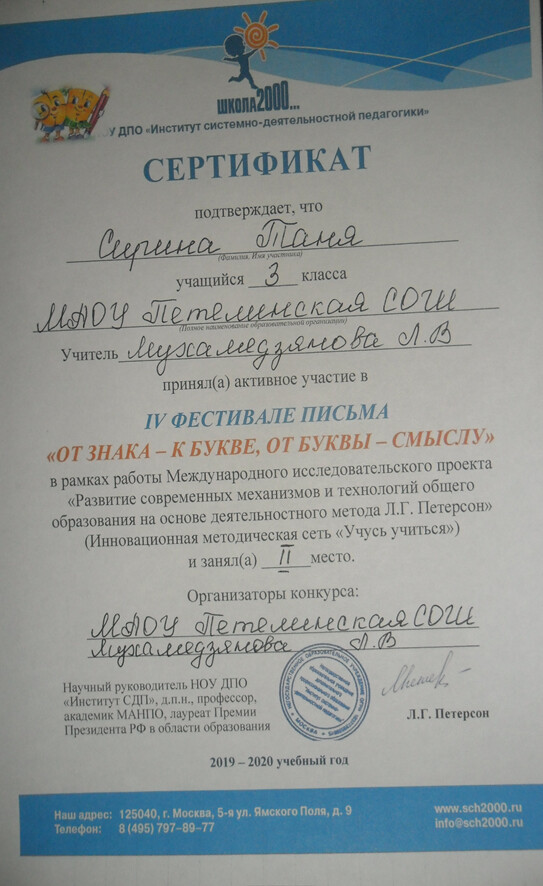 ШКОЛА2000...
У ДПО «Институт системно-деятельностной педагогики»
СЕРТИФИКАТ
подтверждает, что
Сирина Таня
(Фамилия, Имя участника)
учащийся 3 класса
МАОУ Петелинская СОШ
(Полное наименование образовательной организации)
Учитель Мухамедзянова Л.В
принял(а) активное участие в
IV ФЕСТИВАЛЕ ПИСЬМА
«ОТ ЗНАКА – К БУКВЕ, ОТ БУКВЫ – СМЫСЛУ»
в рамках работы Международного исследовательского проекта
«Развитие современных механизмов и технологий общего
образования на основе деятельностного метода Л.Г. Петерсон»
(Инновационная методическая сеть «Учусь учиться»)
и занял(а) II место.
Организаторы конкурса:
МАОУ Петелинская СОШ
Мухамедзянова Л.В
Научный руководитель НОУ ДПО
«Институт СДП», д.п.н., профессор,
академик МАНПО, лауреат Премии
Президента РФ в области образования
Л.Г. Петерсон
2019 – 2020 учебный год
Наш адрес: 125040, г. Москва, 5-я ул. Ямского Поля, д. 9
Телефон: 8 (495) 797–89–77
www.sch2000.ru
info@sch2000.ru